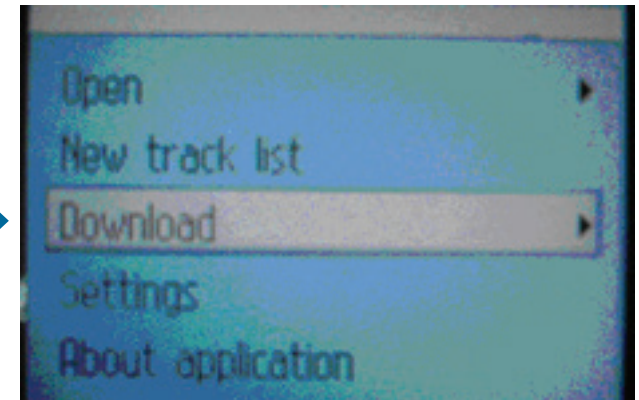 Open
New track list
Download
Settings
About application